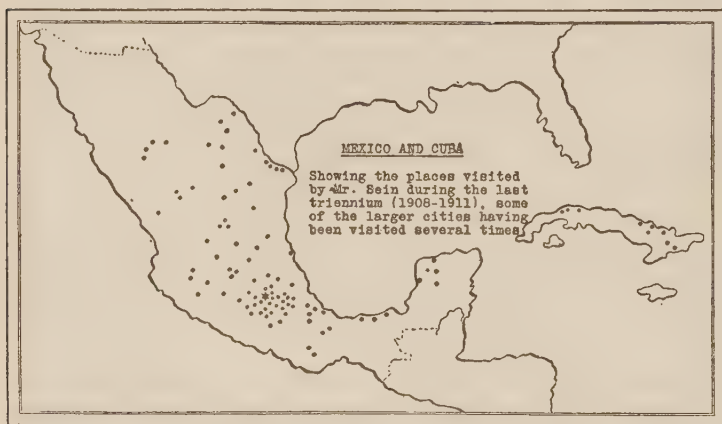 MEXICO AND CUBA
Showing the places visited
by Mr. Sein during the last
triennium (1908-1911), some
of the larger cities having
been visited several times